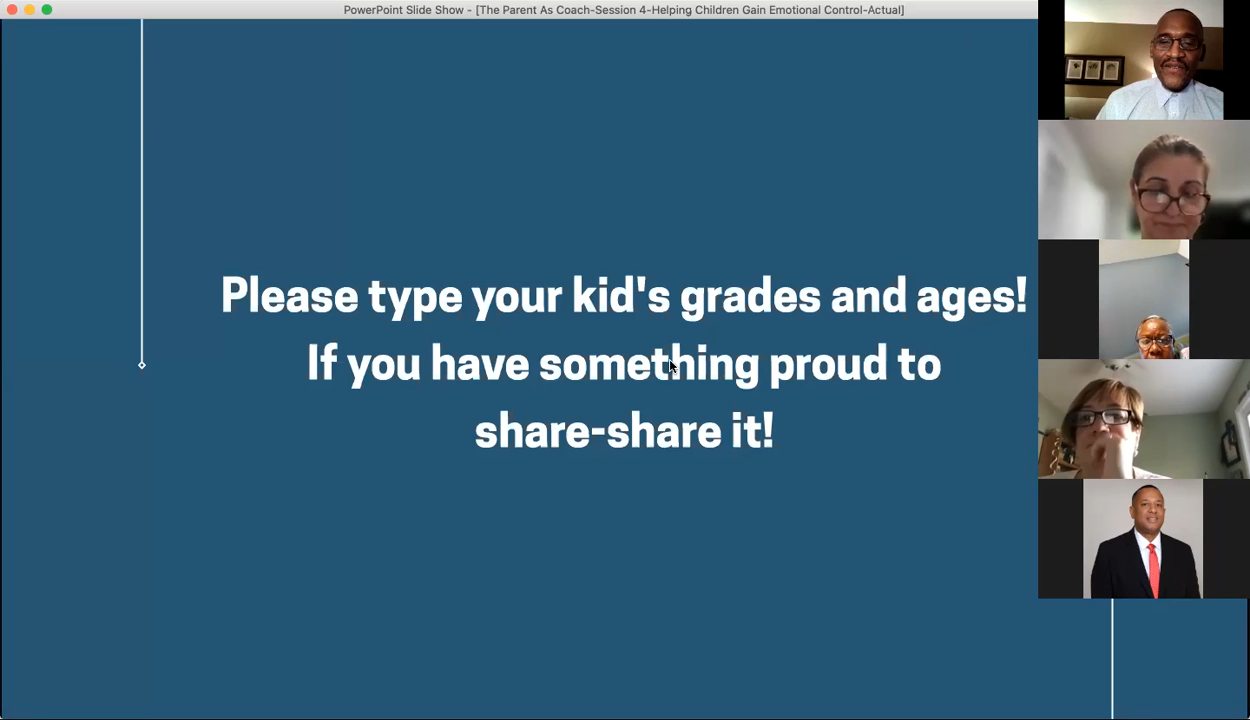 PowerPoint Slide Show - [The Parent As Coach-Session 4-Helping Children Gain Emotional Control-Actual]
Please type your kid's grades and ages!
If you have something proud to
share-share it!